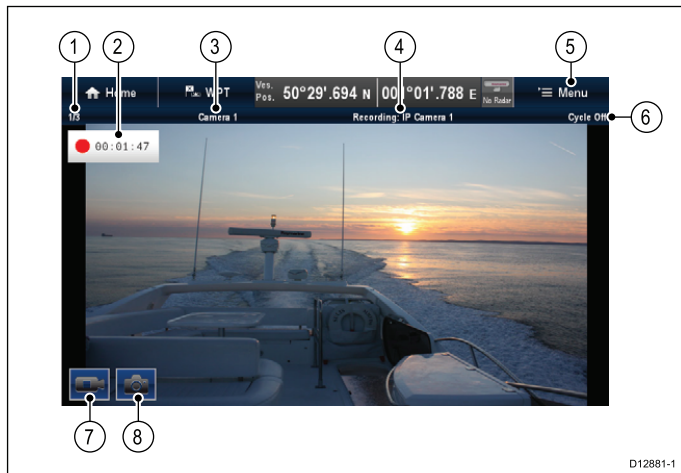 1 2 3 4 5
Home WPT Ves. Pos. 50°29'.694 N 001°01'.788 E No Radar Menu
1/3 Camera 1 Recording: IP Camera 1 Cycle Off
6
00:01:47
7 8
D12881-1